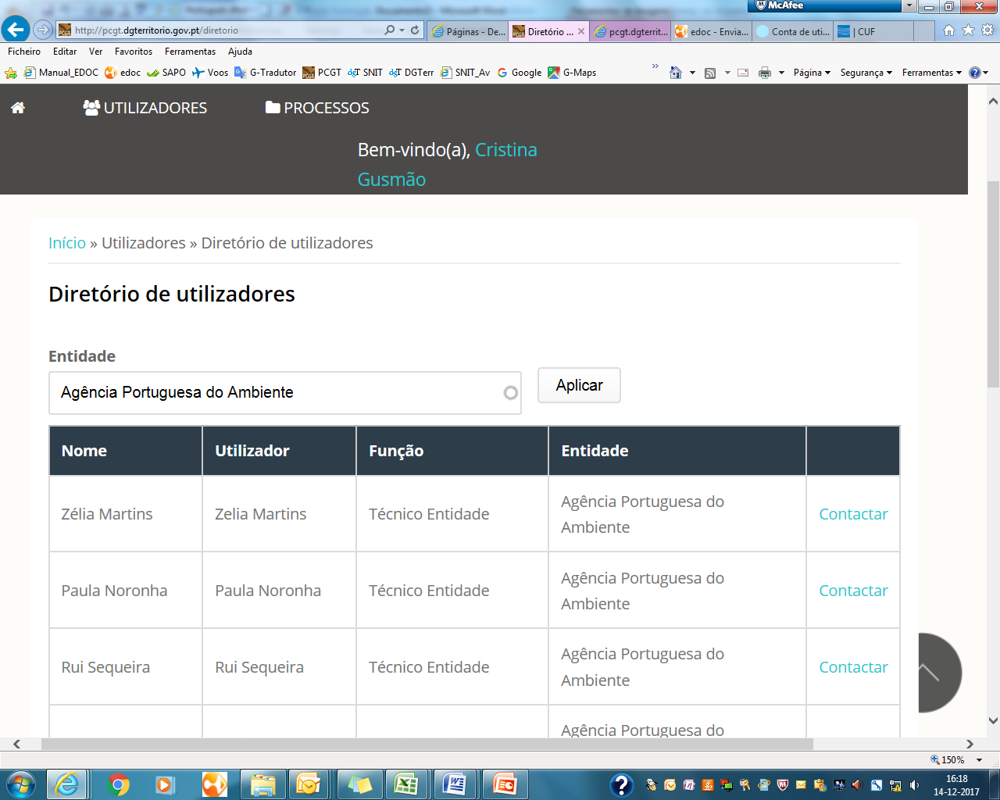 McAfee
http://pcgt.dgterritorio.gov.pt/diretorio
Páginas - De...
Diretório ...
pcgt.dgterrit...
edoc - Envia...
Conta de uti...
| CUF
Ficheiro Editar Ver Favoritos Ferramentas Ajuda
Manual_EDOC edoc SAPO Voos G-Tradutor PCGT SNIT DGTerr SNIT_Av Google G-Maps
Página Segurança Ferramentas
UTILIZADORES PROCESSOS
Bem-vindo(a), Cristina
Gusmão
Início » Utilizadores » Diretório de utilizadores
Diretório de utilizadores
Entidade
Agência Portuguesa do Ambiente
Aplicar
Nome Utilizador Função Entidade
Zélia Martins Zelia Martins Técnico Entidade Agência Portuguesa do Ambiente Contactar
Paula Noronha Paula Noronha Técnico Entidade Agência Portuguesa do Ambiente Contactar
Rui Sequeira Rui Sequeira Técnico Entidade Agência Portuguesa do Ambiente Contactar
Agência Portuguesa do
150%
16:18
14-12-2017